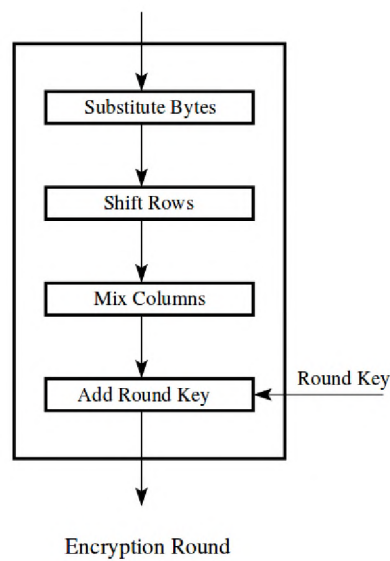 Substitute Bytes
Shift Rows
Mix Columns
Round Key
Add Round Key
Encryption Round